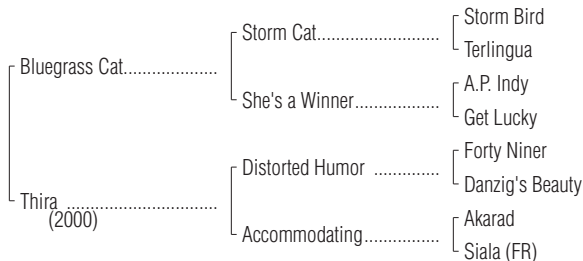 Storm Bird
Storm Cat..................................
Terlingua
Bluegrass Cat.....................
A.P. Indy
She's a Winner.......................
Get Lucky
Forty Niner
Distorted Humor ..................
Danzig's Beauty
Thira .........................................
(2000)
Akarad
Accommodating....................
Siala (FR)